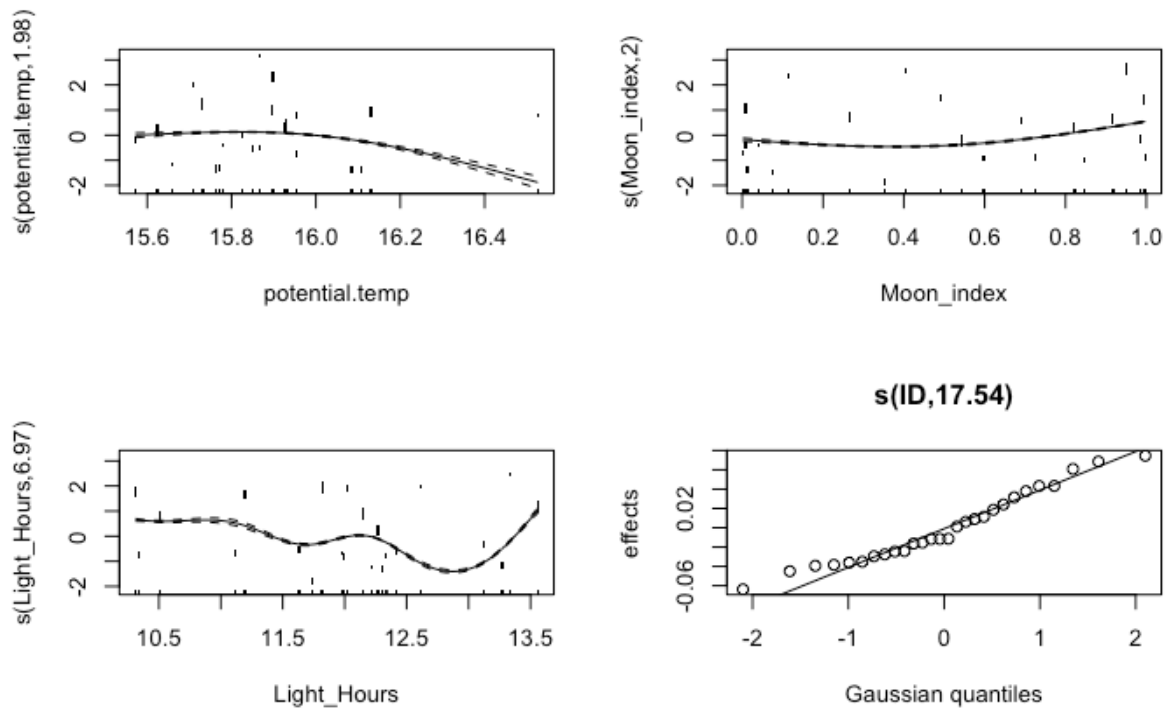 s(potential.temp,1.98)
2
0
-2
15.6 15.8 16.0 16.2 16.4
potential.temp
s(Moon_index,2)
2
0
-2
0.0 0.2 0.4 0.6 0.8 1.0
Moon_index
s(Light_Hours,6.97)
2
0
-2
10.5 11.5 12.5 13.5
Light_Hours
s(ID,17.54)
effects
0.02
-0.06
-2 -1 0 1 2
Gaussian quantiles